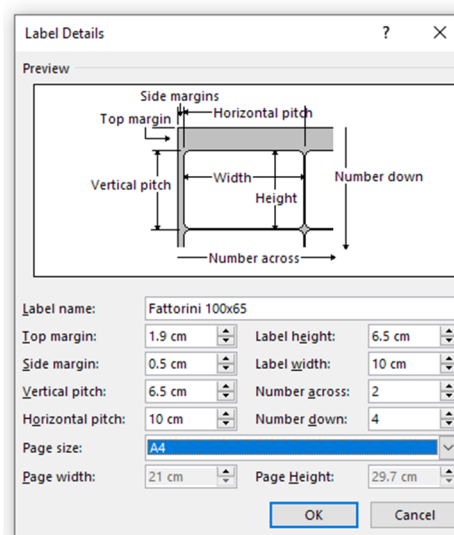 Label Details ? ×
Preview
Side margins
Top margin Horizontal pitch
Vertical pitch Width Number down
Height
Number across
Label name: Fattorini 100x65
Top margin: 1.9 cm Label height: 6.5 cm
Side margin: 0.5 cm Label width: 10 cm
Vertical pitch: 6.5 cm Number across: 2
Horizontal pitch: 10 cm Number down: 4
Page size: A4
Page width: 21 cm Page Height: 29.7 cm
OK Cancel